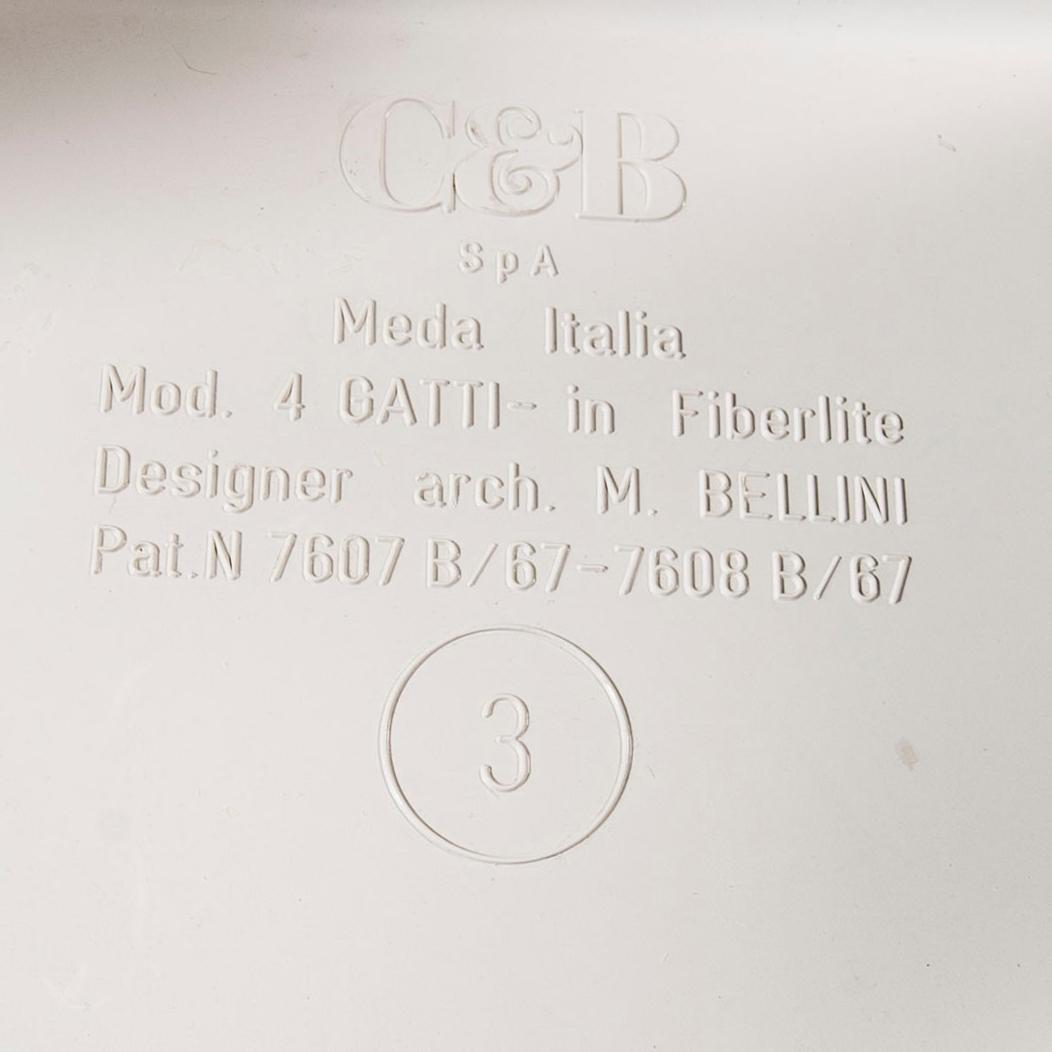 C&B
SpA
Meda Italia
Mod. 4 GATTI- in Fiberlite
Designer arch. M. BELLINI
Pat.N 7607 B/67-7608 B/67
3